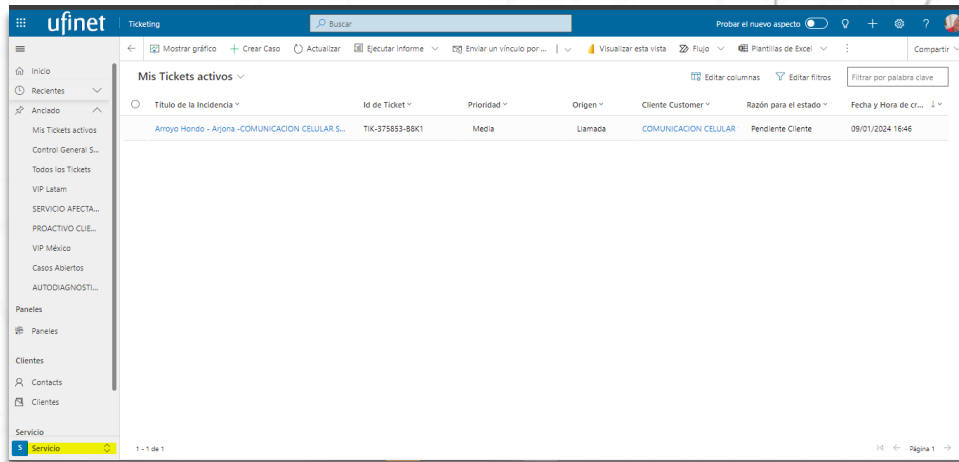 ufinet Ticketing Buscar Probar el nuevo aspecto
Mostrar gráfico Crear Caso Actualizar Ejecutar informe Enviar un vínculo por ... Visualizar esta vista Flujo Plantillas de Excel Compartir
Inicio
Recientes
Anclado
Mis Tickets activos
Control General S...
Todos los Tickets
VIP Latam
SERVICIO AFECTA...
PROACTIVO CLIE...
VIP México
Casos Abiertos
AUTODIAGNOSTI...
Paneles
Paneles
Clientes
Contacts
Clientes
Servicio
S Servicio
Mis Tickets activos Editar columnas Editar filtros Filtrar por palabra clave
Título de la Incidencia Id de Ticket Prioridad Origen Cliente Customer Razón para el estado Fecha y Hora de cr...
Arroyo Hondo - Arjona -COMUNICACION CELULAR S... TIK-375853-B8K1 Media Llamada COMUNICACION CELULAR Pendiente Cliente 09/01/2024 16:46
1 - 1 de 1 Página 1